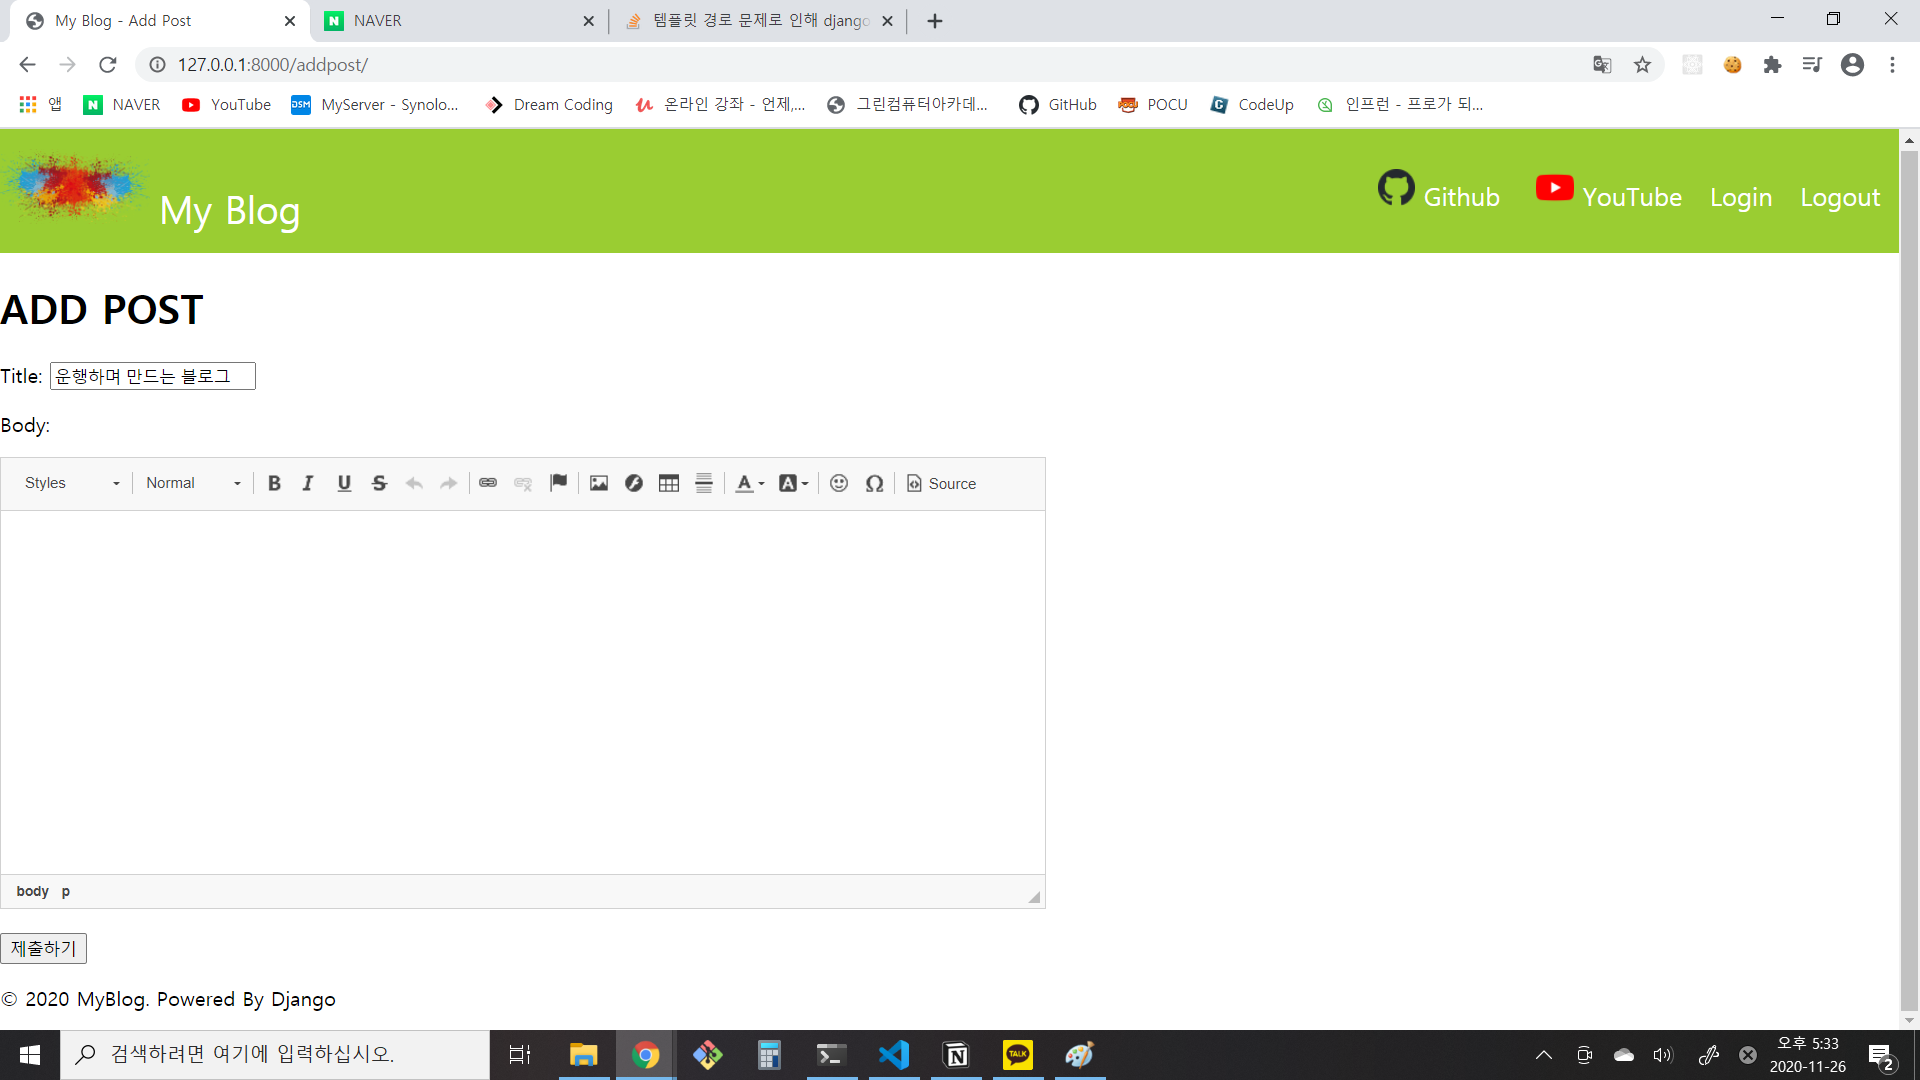 My Blog - Add Post
NAVER
템플릿 경로 문제로 인해 django
127.0.0.1:8000/addpost/
앱
NAVER
YouTube
MyServer - Synolo...
Dream Coding
온라인 강좌 - 언제,...
그린컴퓨터아카데...
GitHub
POCU
CodeUp
인프런 - 프로가 되...
My Blog
Github
YouTube
Login
Logout
ADD POST
Title: 운행하며 만드는 블로그
Body:
Styles
Normal
Source
body p
제출하기
© 2020 MyBlog. Powered By Django
검색하려면 여기에 입력하십시오.
오후 5:33
2020-11-26
2